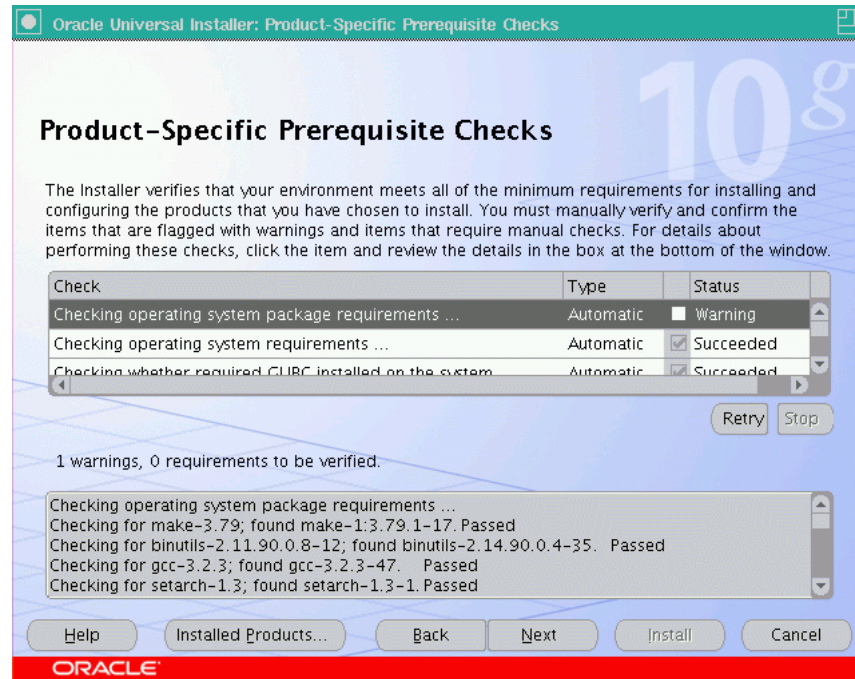 Oracle Universal Installer: Product-Specific Prerequisite Checks
10g
Product-Specific Prerequisite Checks
The Installer verifies that your environment meets all of the minimum requirements for installing and
configuring the products that you have chosen to install. You must manually verify and confirm the
items that are flagged with warnings and items that require manual checks. For details about
performing these checks, click the item and review the details in the box at the bottom of the window.
Check Type Status
Checking operating system package requirements ... Automatic Warning
Checking operating system requirements ... Automatic Succeeded
Checking whether required GLIBC installed on the system Automatic Succeeded
Retry Stop
1 warnings, 0 requirements to be verified.
Checking operating system package requirements ...
Checking for make-3.79; found make-1:3.79.1-17. Passed
Checking for binutils-2.11.90.0.8-12; found binutils-2.14.90.0.4-35. Passed
Checking for gcc-3.2.3; found gcc-3.2.3-47. Passed
Checking for setarch-1.3; found setarch-1.3-1. Passed
Help Installed Products... Back Next Install Cancel
ORACLE